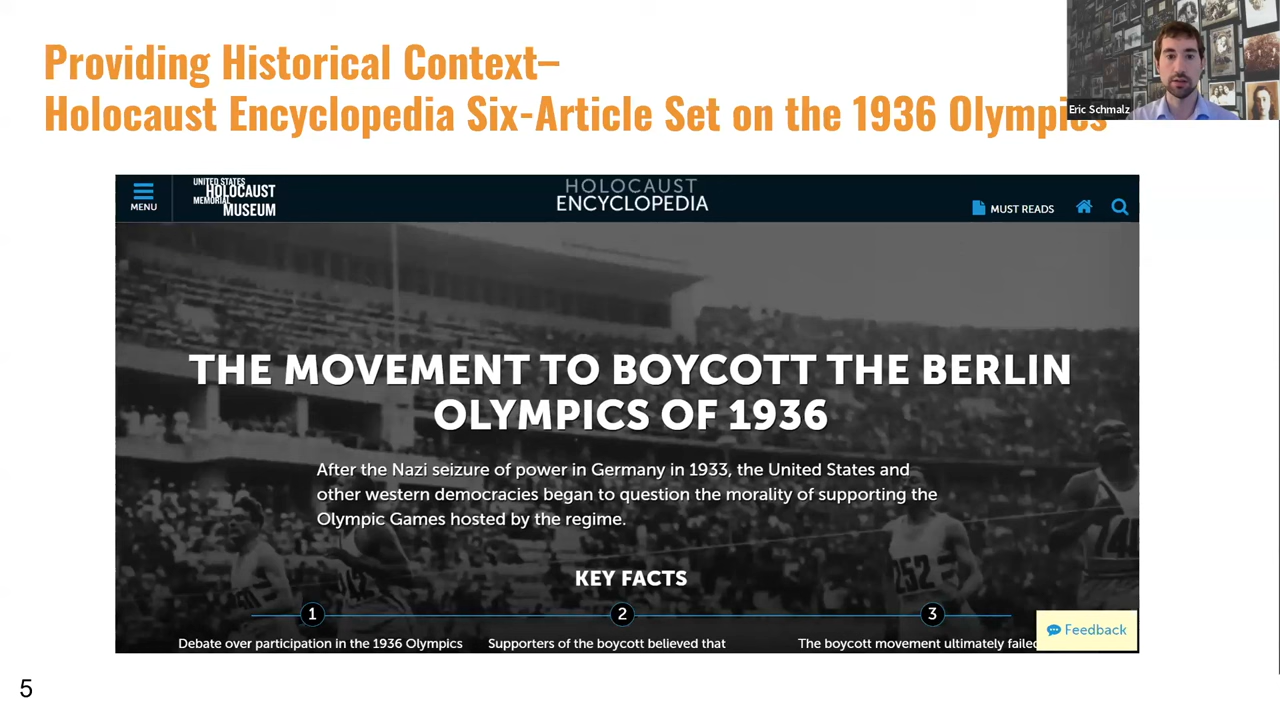 Providing Historical Context–
Holocaust Encyclopedia Six-Article Set on the 1936 Olympics
Eric Schmalz
MENU
UNITED STATES
HOLOCAUST
MEMORIAL
MUSEUM
HOLOCAUST
ENCYCLOPEDIA
MUST READS
THE MOVEMENT TO BOYCOTT THE BERLIN
OLYMPICS OF 1936
After the Nazi seizure of power in Germany in 1933, the United States and
other western democracies began to question the morality of supporting the
Olympic Games hosted by the regime.
KEY FACTS
1
2
3
Debate over participation in the 1936 Olympics
Supporters of the boycott believed that
The boycott movement ultimately failed
Feedback
252
5